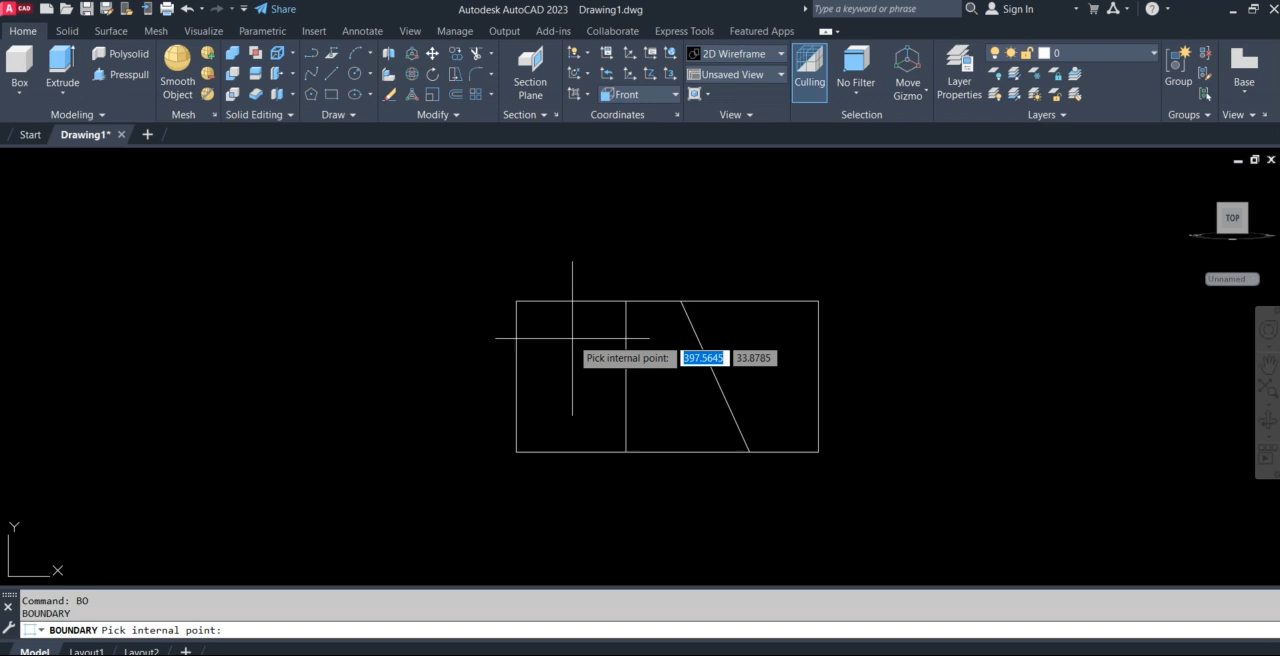 A CAD Share Autodesk AutoCAD 2023 Drawing1.dwg Type a keyword or phrase Sign In
Home Solid Surface Mesh Visualize Parametric Insert Annotate View Manage Output Add-ins Collaborate Express Tools Featured Apps
Box Extrude Polysolid Presspull Smooth Object Section Plane 2D Wireframe Unsaved View Front Culling No Filter Move Gizmo Layer Properties 0 Group Base
Modeling Mesh Solid Editing Draw Modify Section Coordinates View Selection Layers Groups View
Start Drawing1* +
TOP
Unnamed
Pick internal point: 397.5645 33.8785
Y
X
Command: BO
BOUNDARY
BOUNDARY Pick internal point:
Model Layout1 Layout2 +